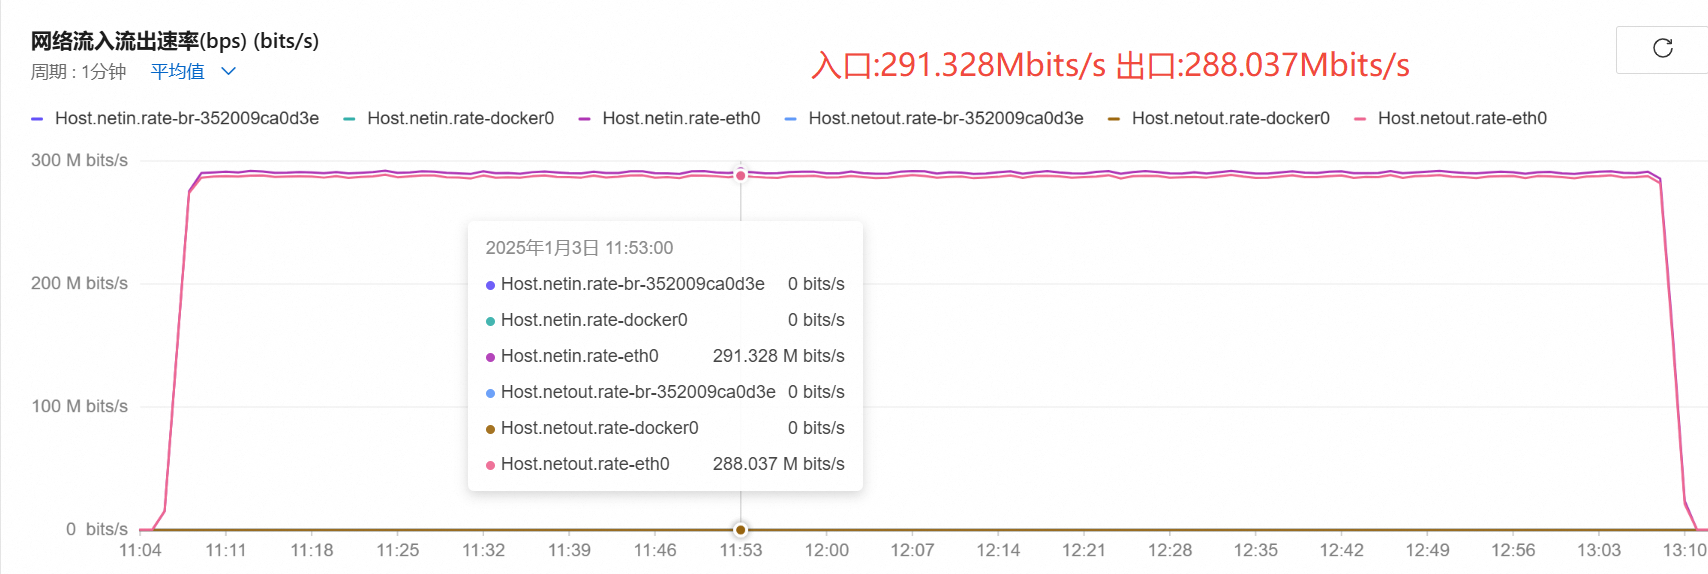 网络流入流出速率(bps) (bits/s)
周期 : 1分钟 平均值
入口:291.328Mbits/s 出口:288.037Mbits/s
Host.netin.rate-br-352009ca0d3e Host.netin.rate-docker0 Host.netin.rate-eth0 Host.netout.rate-br-352009ca0d3e Host.netout.rate-docker0 Host.netout.rate-eth0
300 M bits/s
200 M bits/s
100 M bits/s
0 bits/s
2025年1月3日 11:53:00
Host.netin.rate-br-352009ca0d3e 0 bits/s
Host.netin.rate-docker0 0 bits/s
Host.netin.rate-eth0 291.328 M bits/s
Host.netout.rate-br-352009ca0d3e 0 bits/s
Host.netout.rate-docker0 0 bits/s
Host.netout.rate-eth0 288.037 M bits/s
11:04 11:11 11:18 11:25 11:32 11:39 11:46 11:53 12:00 12:07 12:14 12:21 12:28 12:35 12:42 12:49 12:56 13:03 13:10